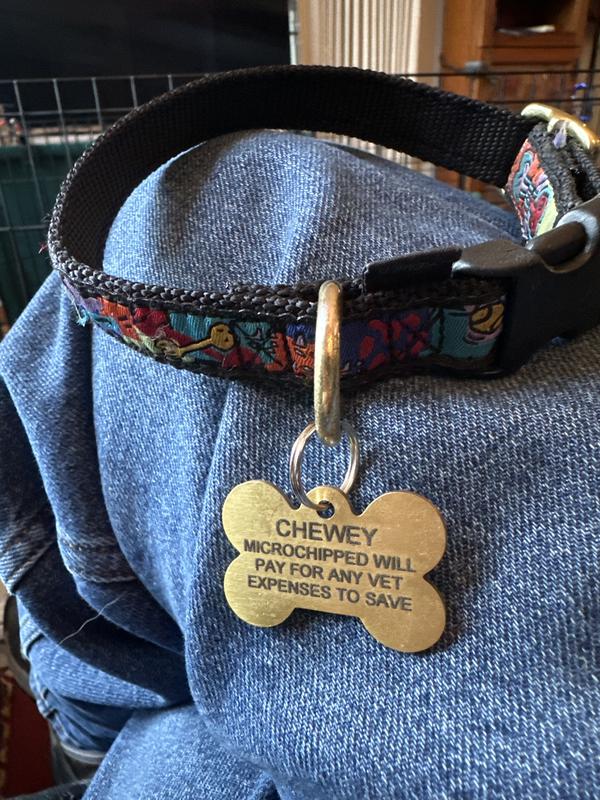 CHEWEY
MICROCHIPPED WILL
PAY FOR ANY VET
EXPENSES TO SAVE